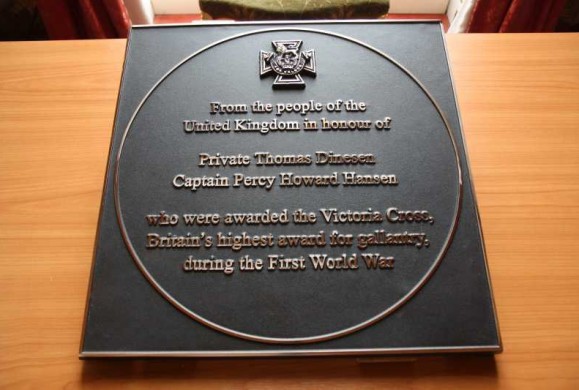 From the people of the
United Kingdom in honour of
Private Thomas Dinesen
Captain Percy Howard Hansen
who were awarded the Victoria Cross,
Britain's highest award for gallantry,
during the First World War